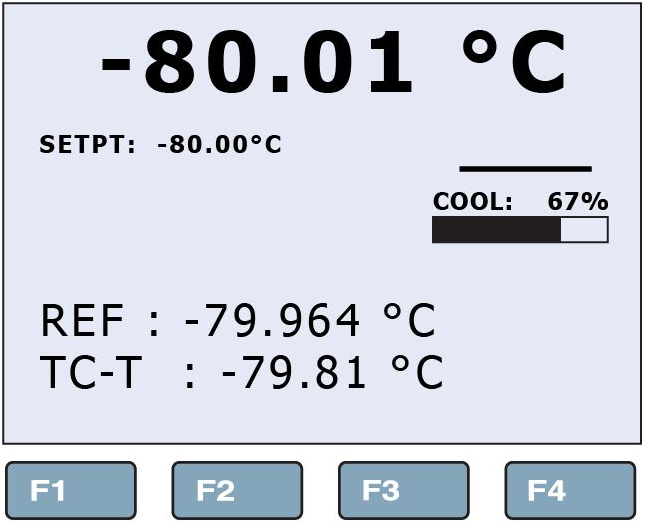 -80.01 °C
SETPT: -80.00°C
COOL: 67%
REF : -79.964 °C
TC-T : -79.81 °C
F1 F2 F3 F4